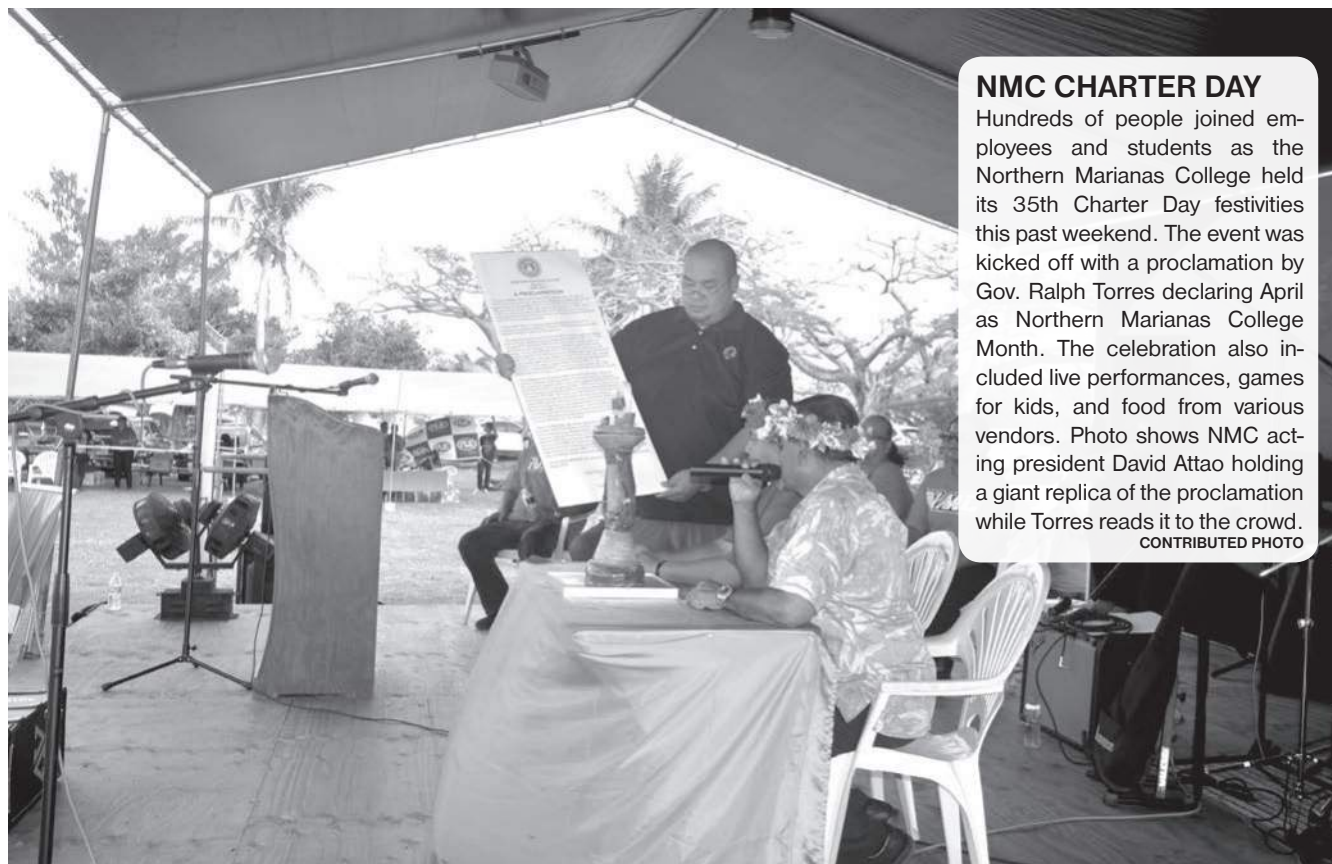 NMC CHARTER DAY
Hundreds of people joined em-
ployees and students as the
Northern Marianas College held
its 35th Charter Day festivities
this past weekend. The event was
kicked off with a proclamation by
Gov. Ralph Torres declaring April
as Northern Marianas College
Month. The celebration also in-
cluded live performances, games
for kids, and food from various
vendors. Photo shows NMC act-
ing president David Attao holding
a giant replica of the proclamation
while Torres reads it to the crowd.
CONTRIBUTED PHOTO